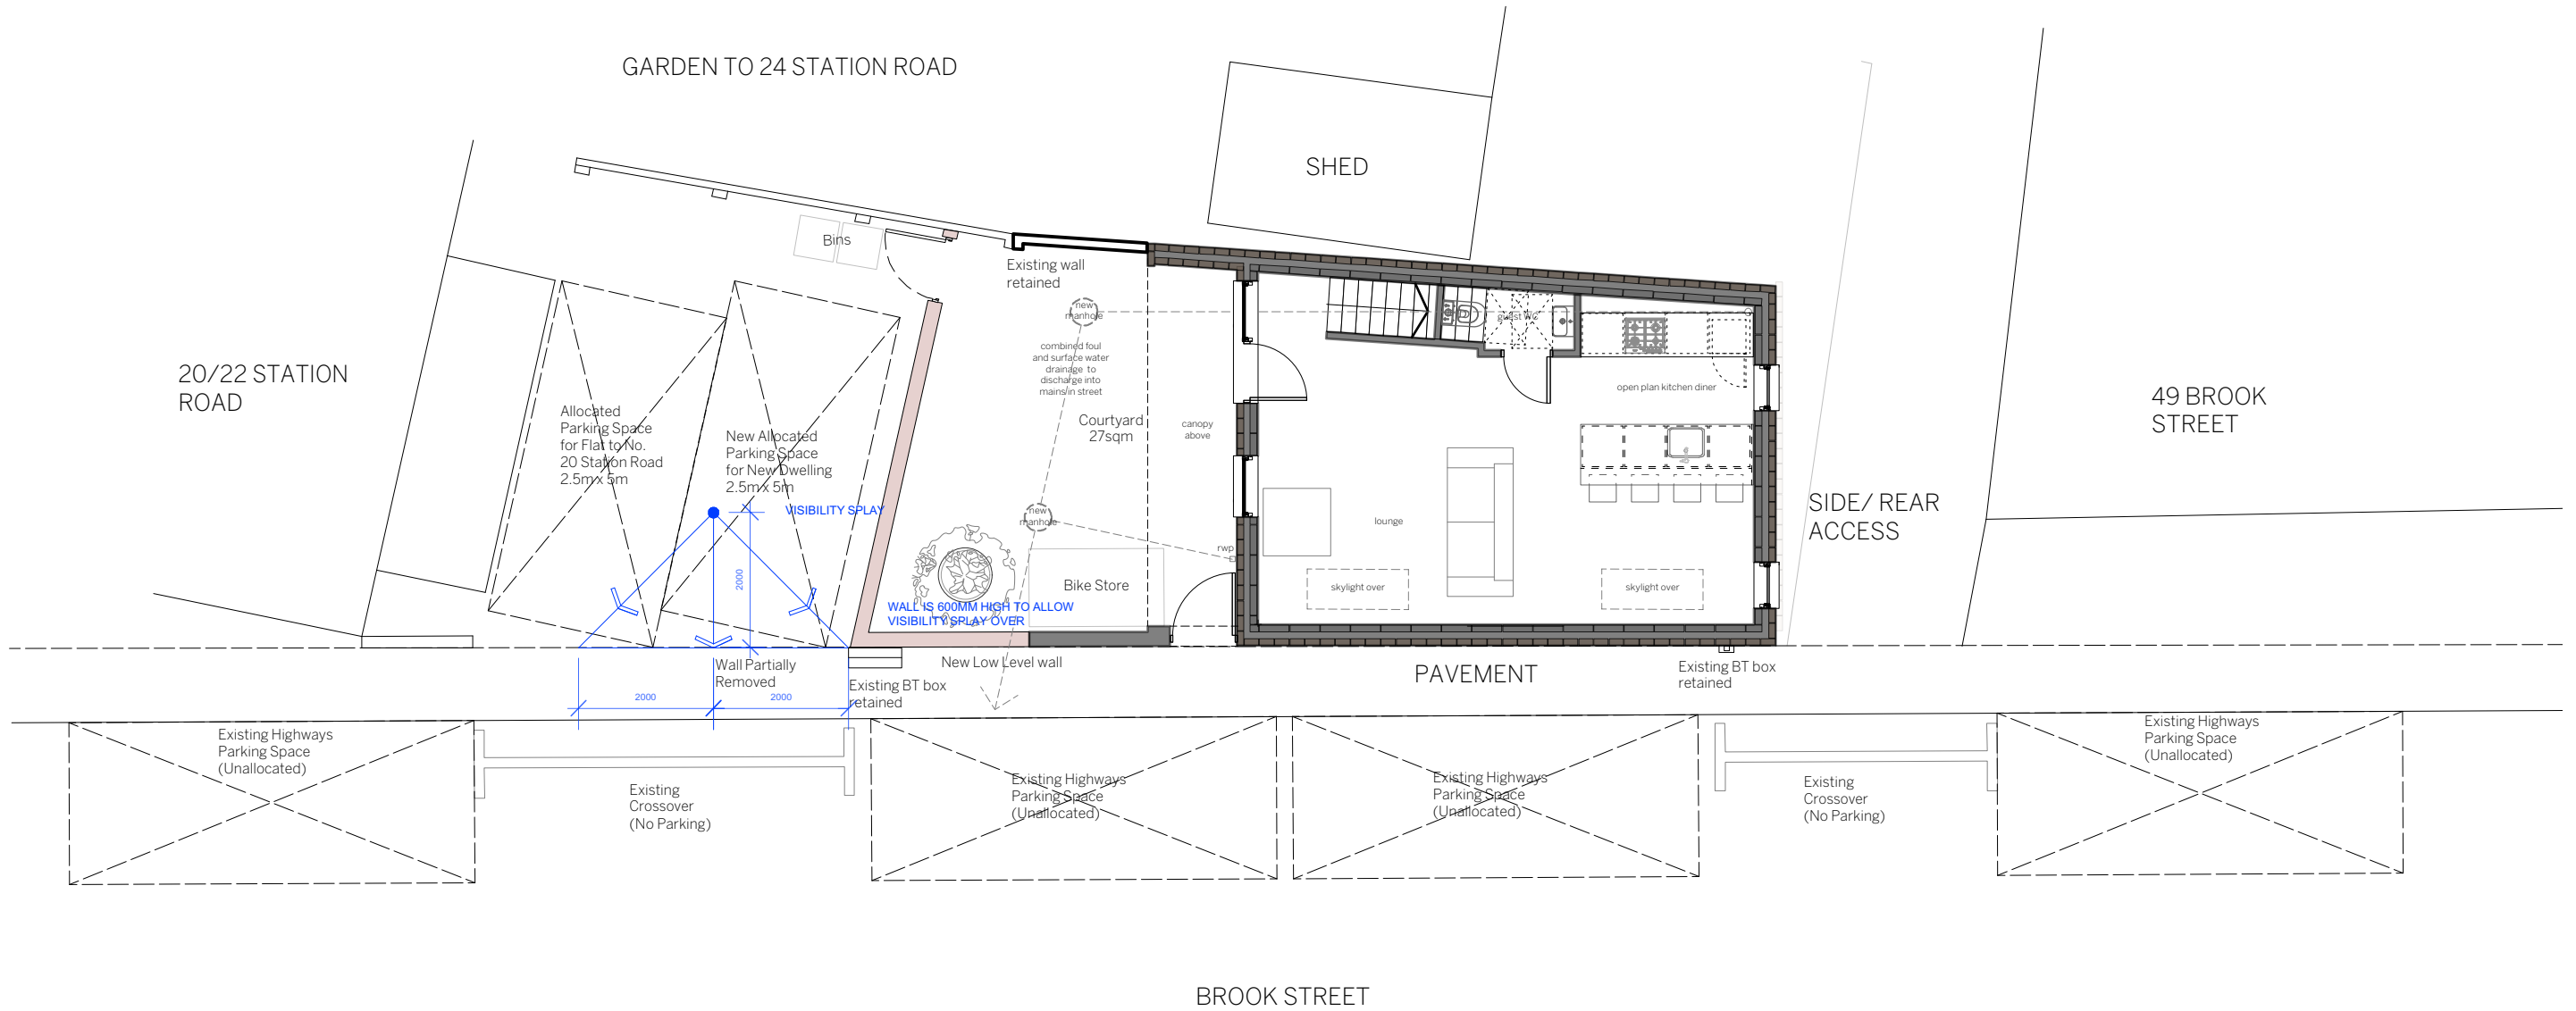 GARDEN TO 24 STATION ROAD
SHED
Bins
Existing wall
retained
new
manhole
guest WC
combined foul
and surface water
drainage to
discharge into
mains in street
20/22 STATION
ROAD
open plan kitchen diner
49 BROOK
STREET
Allocated
Parking Space
for Flat to No.
20 Station Road
2.5m x 5m
New Allocated
Parking Space
for New Dwelling
2.5m x 5m
Courtyard
27sqm
canopy
above
VISIBILITY SPLAY
new
manhole
lounge
SIDE/ REAR
ACCESS
rwp
2000
Bike Store
skylight over
skylight over
WALL IS 600MM HIGH TO ALLOW
VISIBILITY SPLAY OVER
Wall Partially
Removed
New Low Level wall
PAVEMENT
Existing BT box
retained
Existing BT box
retained
2000
2000
Existing Highways
Parking Space
(Unallocated)
Existing
Crossover
(No Parking)
Existing Highways
Parking Space
(Unallocated)
Existing Highways
Parking Space
(Unallocated)
Existing
Crossover
(No Parking)
Existing Highways
Parking Space
(Unallocated)
BROOK STREET